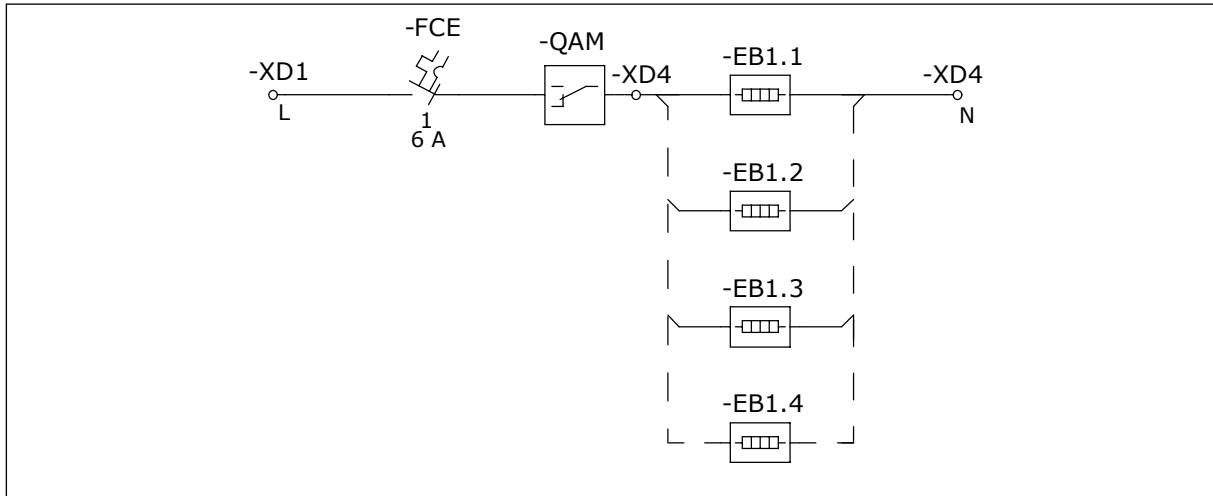 -FCE
-QAM
-XD1
-XD4
-EB1.1
-XD4
L
N
1
6 A
-EB1.2
-EB1.3
-EB1.4